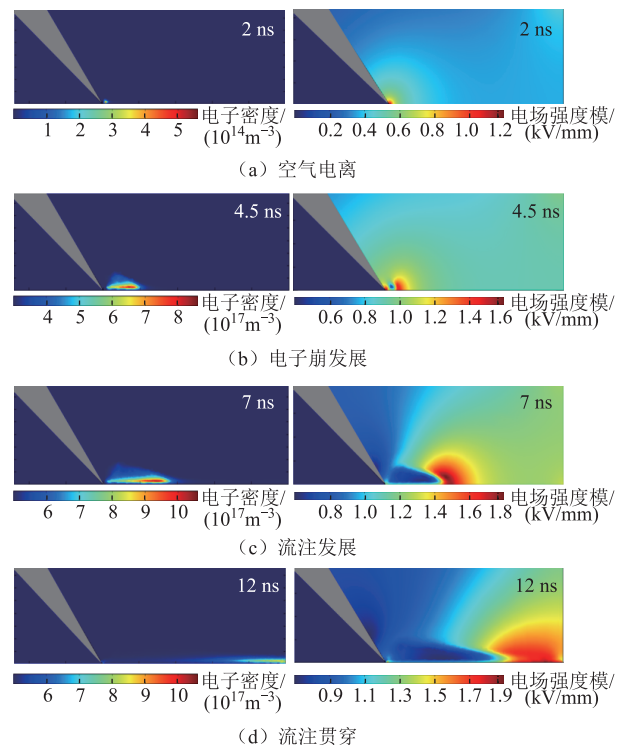 2 ns
1 2 3 4 5 电子密度/(10¹⁴m⁻³)
0.2 0.4 0.6 0.8 1.0 1.2 电场强度模/(kV/mm)
（a）空气电离
4.5 ns 4.5 ns
4 5 6 7 8 电子密度/(10¹⁷m⁻³)
0.6 0.8 1.0 1.2 1.4 1.6 电场强度模/(kV/mm)
（b）电子崩发展
7 ns 7 ns
6 7 8 9 10 电子密度/(10¹⁷m⁻³)
0.8 1.0 1.2 1.4 1.6 1.8 电场强度模/(kV/mm)
（c）流注发展
12 ns 12 ns
6 7 8 9 10 电子密度/(10¹⁷m⁻³)
0.9 1.1 1.3 1.5 1.7 1.9 电场强度模/(kV/mm)
（d）流注贯穿